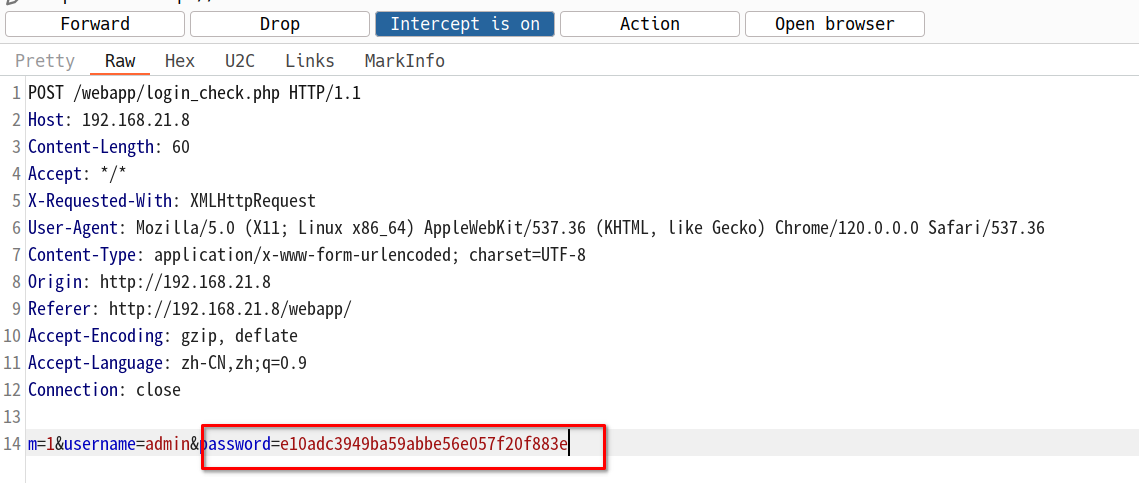 Forward Drop Intercept is on Action Open browser
Pretty Raw Hex U2C Links MarkInfo
1 POST /webapp/login_check.php HTTP/1.1
2 Host: 192.168.21.8
3 Content-Length: 60
4 Accept: */*
5 X-Requested-With: XMLHttpRequest
6 User-Agent: Mozilla/5.0 (X11; Linux x86_64) AppleWebKit/537.36 (KHTML, like Gecko) Chrome/120.0.0.0 Safari/537.36
7 Content-Type: application/x-www-form-urlencoded; charset=UTF-8
8 Origin: http://192.168.21.8
9 Referer: http://192.168.21.8/webapp/
10 Accept-Encoding: gzip, deflate
11 Accept-Language: zh-CN,zh;q=0.9
12 Connection: close
13
14 m=1&username=admin&password=e10adc3949ba59abbe56e057f20f883e